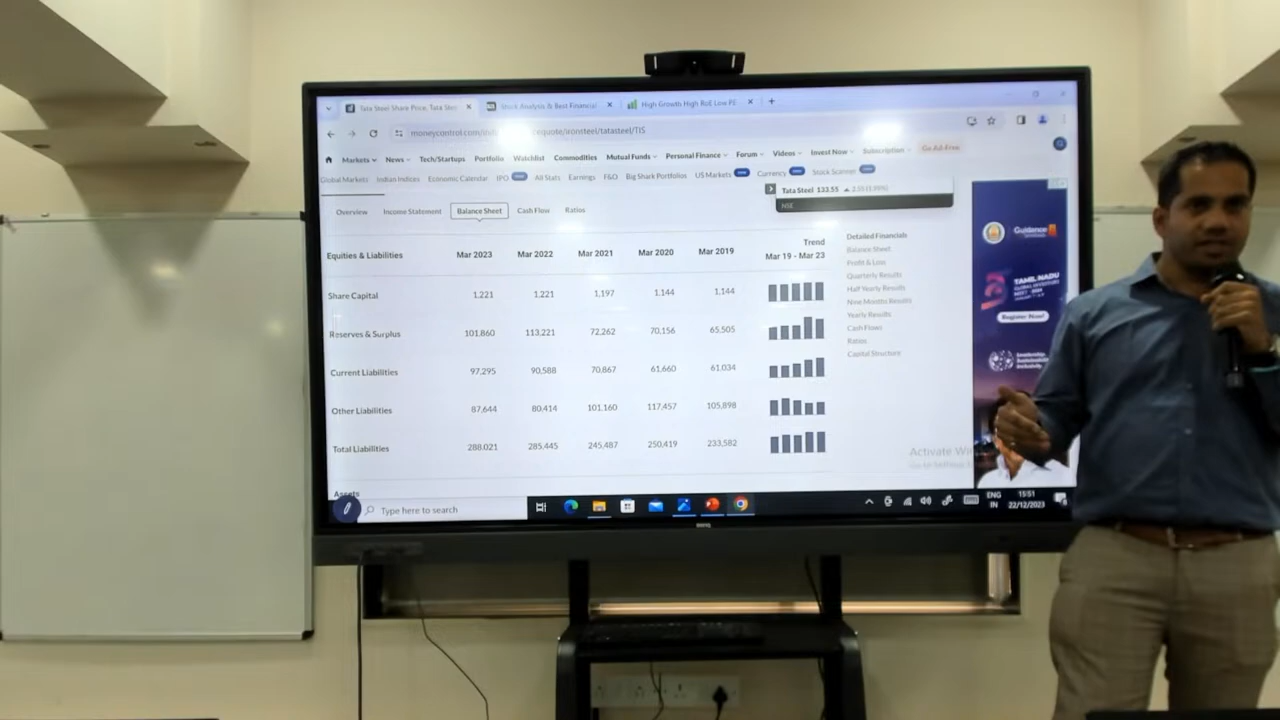 Tata Steel Share Price, Tata Stee
Stock Analysis & Best Financial
High Growth High RoE Low PE
tequote/ironsteel/tatasteel/TIS
Markets News Tech/Startups Portfolio Watchlist Commodities Mutual Funds Personal Finance Forum Videos Invest Now Subscription Go Ad-Free
Global Markets Indian Indices Economic Calendar IPO All Stats Earnings F&O Big Shark Portfolios US Markets Currency Stock Scanner
Tata Steel 133.55
NSE
Overview Income Statement Balance Sheet Cash Flow Ratios
Equities & Liabilities Mar 2023 Mar 2022 Mar 2021 Mar 2020 Mar 2019 Trend
Mar 19 - Mar 23
Share Capital 1,221 1,221 1,197 1,144 1,144
Reserves & Surplus 101,860 113,221 72,262 70,156 65,505
Current Liabilities 97,295 90,588 70,867 61,660 61,034
Other Liabilities 87,644 80,414 101,160 117,457 105,898
Total Liabilities 288,021 285,445 245,487 250,419 233,582
Assets
Detailed Financials
Balance Sheet
Profit & Loss
Quarterly Results
Half Yearly Results
Nine Months Results
Yearly Results
Cash Flows
Ratios
Capital Structure
Guidance
TAMIL NADU
Register Now!
Leadership
Sustainability
Inclusivity
Activate Wi
Type here to search
ENG
IN
15:51
22/12/2023
BenQ